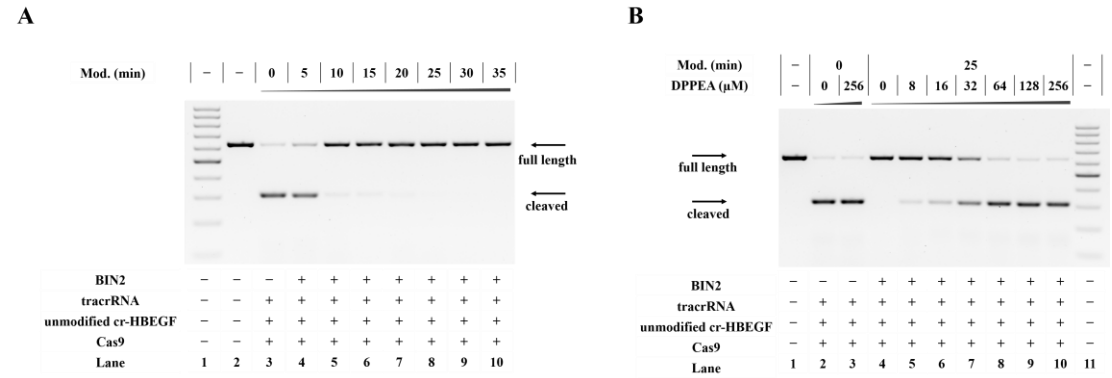 A
Mod. (min) – – 0 5 10 15 20 25 30 35
full length
cleaved
BIN2 – – – + + + + + + +
tracrRNA – – + + + + + + + +
unmodified cr-HBEGF – – + + + + + + + +
Cas9 – – + + + + + + + +
Lane 1 2 3 4 5 6 7 8 9 10
B
Mod. (min) – 0 25 –
DPPEA (μM) – 0 256 0 8 16 32 64 128 256 –
full length
cleaved
BIN2 – – – + + + + + + + –
tracrRNA – + + + + + + + + + –
unmodified cr-HBEGF – + + + + + + + + + –
Cas9 – + + + + + + + + + –
Lane 1 2 3 4 5 6 7 8 9 10 11